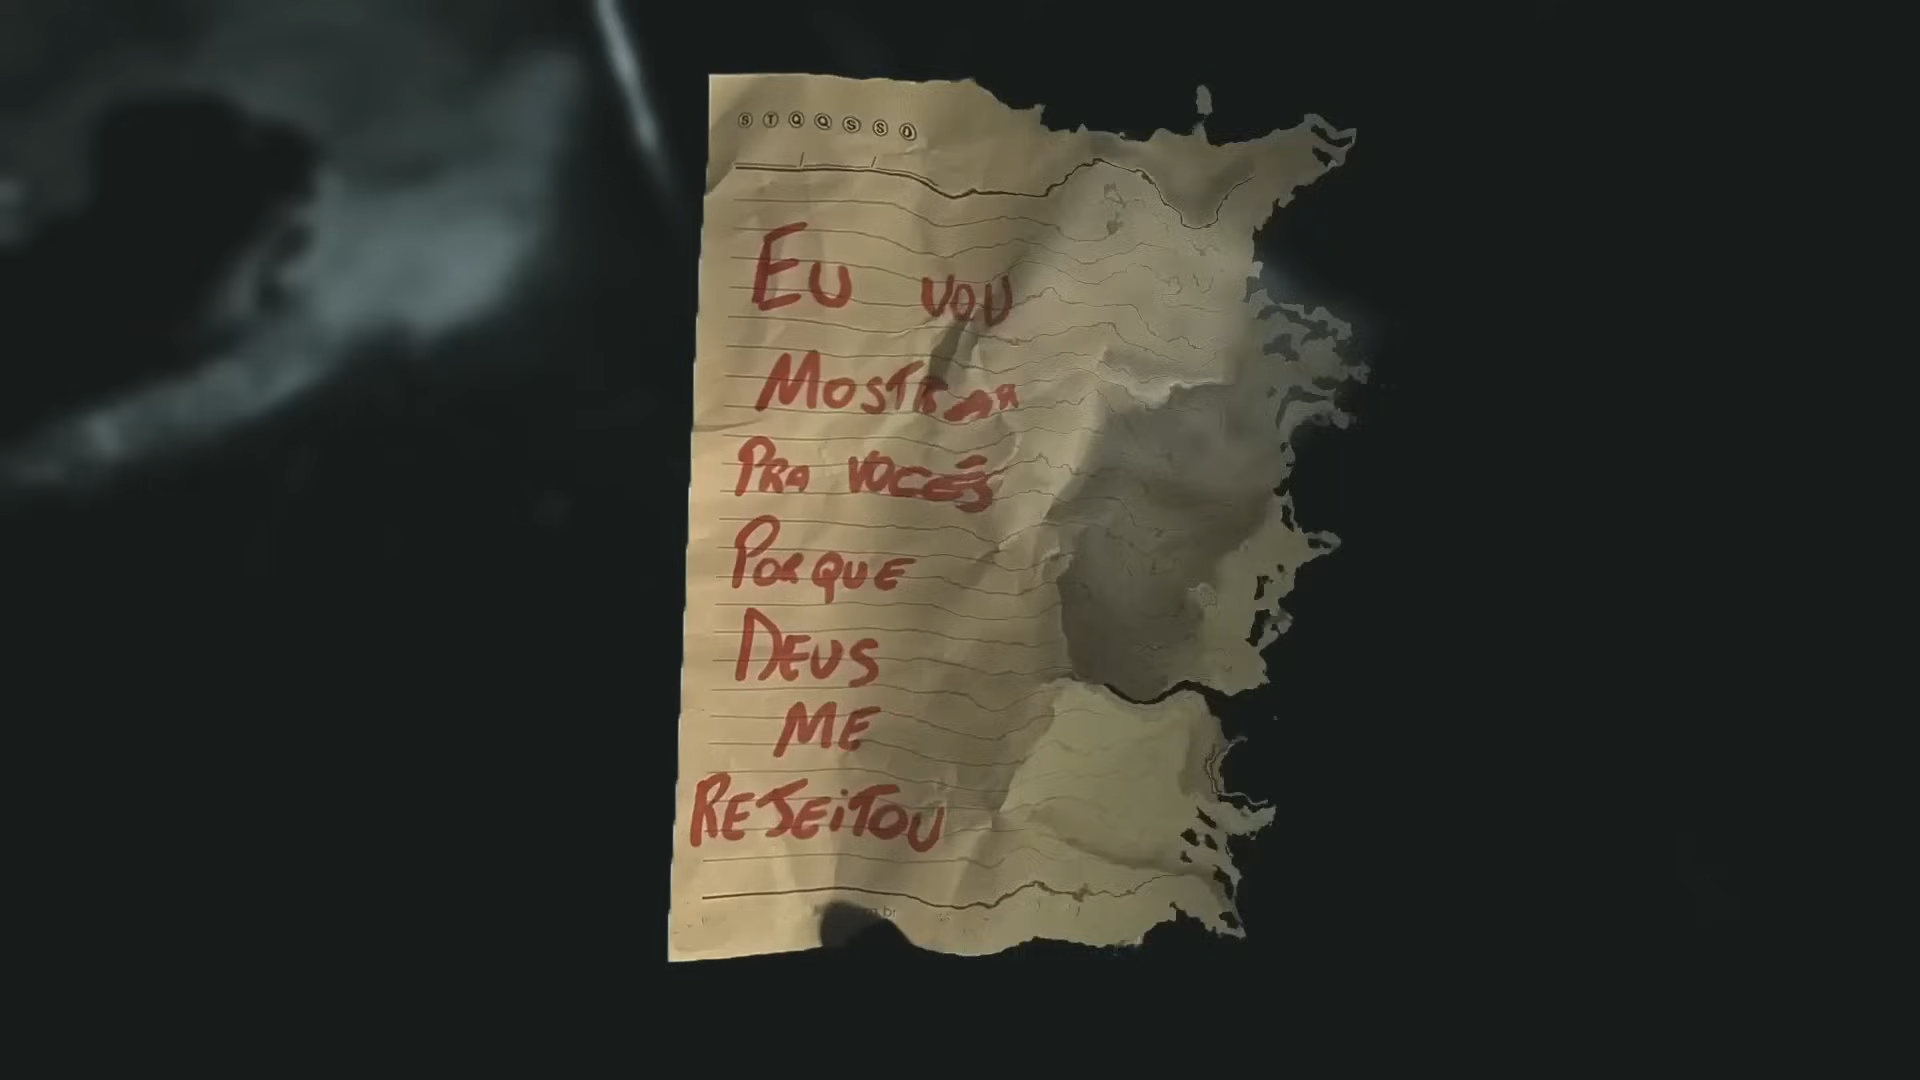 S T Q Q S S D
/ /
EU VOU
MOSTRAR
PRA VOCÊS
PORQUE
DEUS
ME
REJEITOU